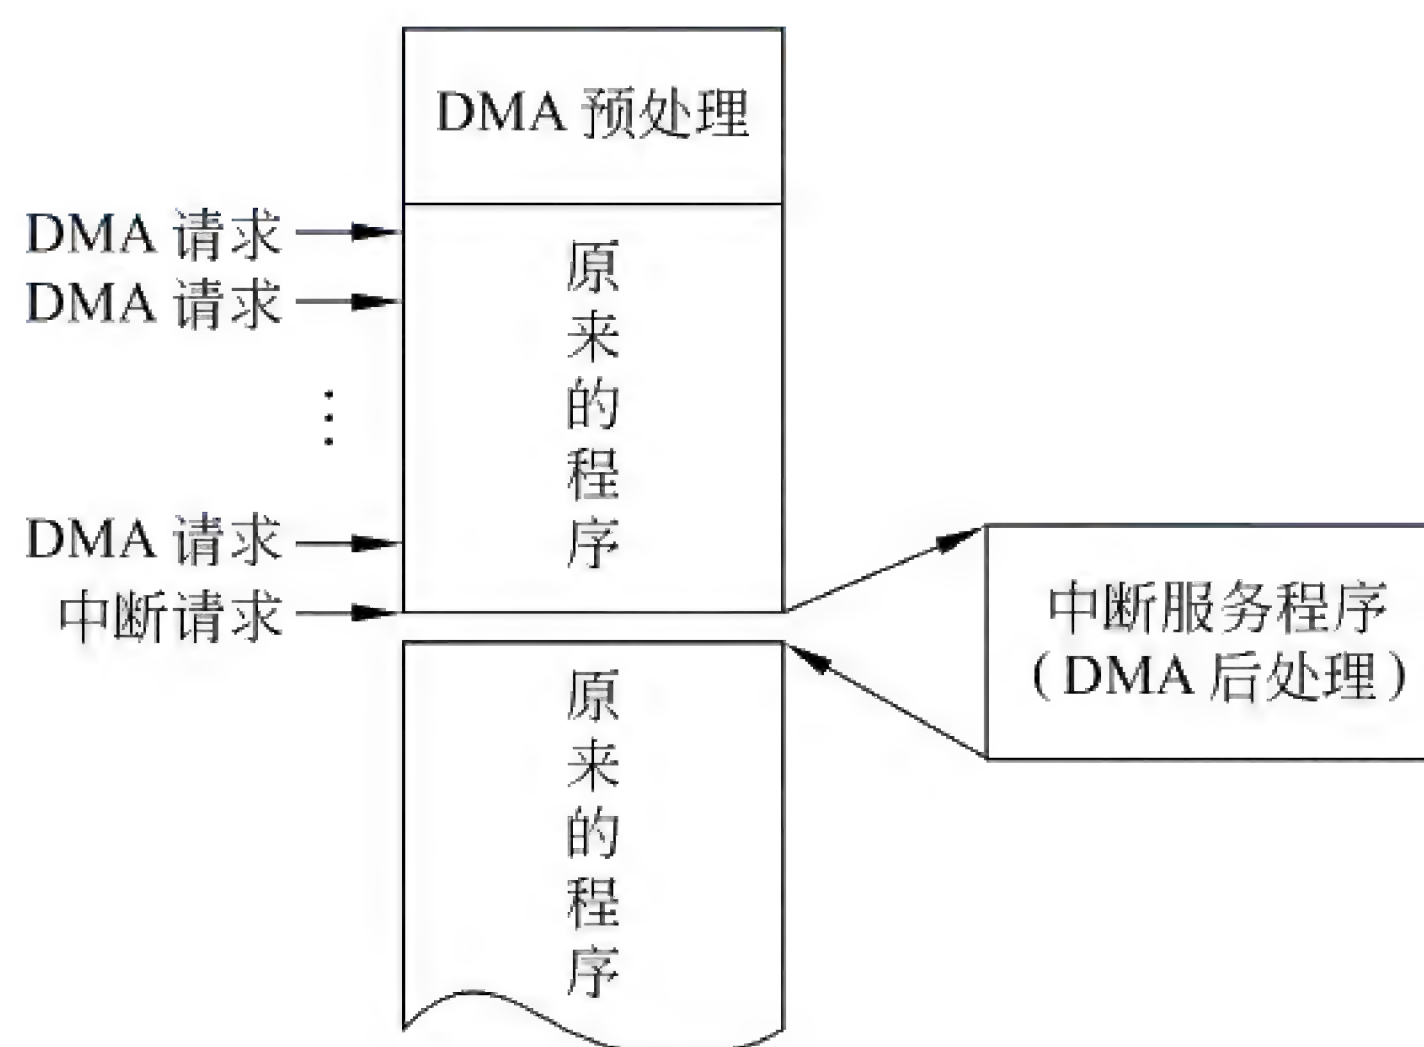 DMA 预处理
DMA 请求
DMA 请求
⋮
DMA 请求
中断请求
原来的程序
中断服务程序
（DMA 后处理）
原来的程序